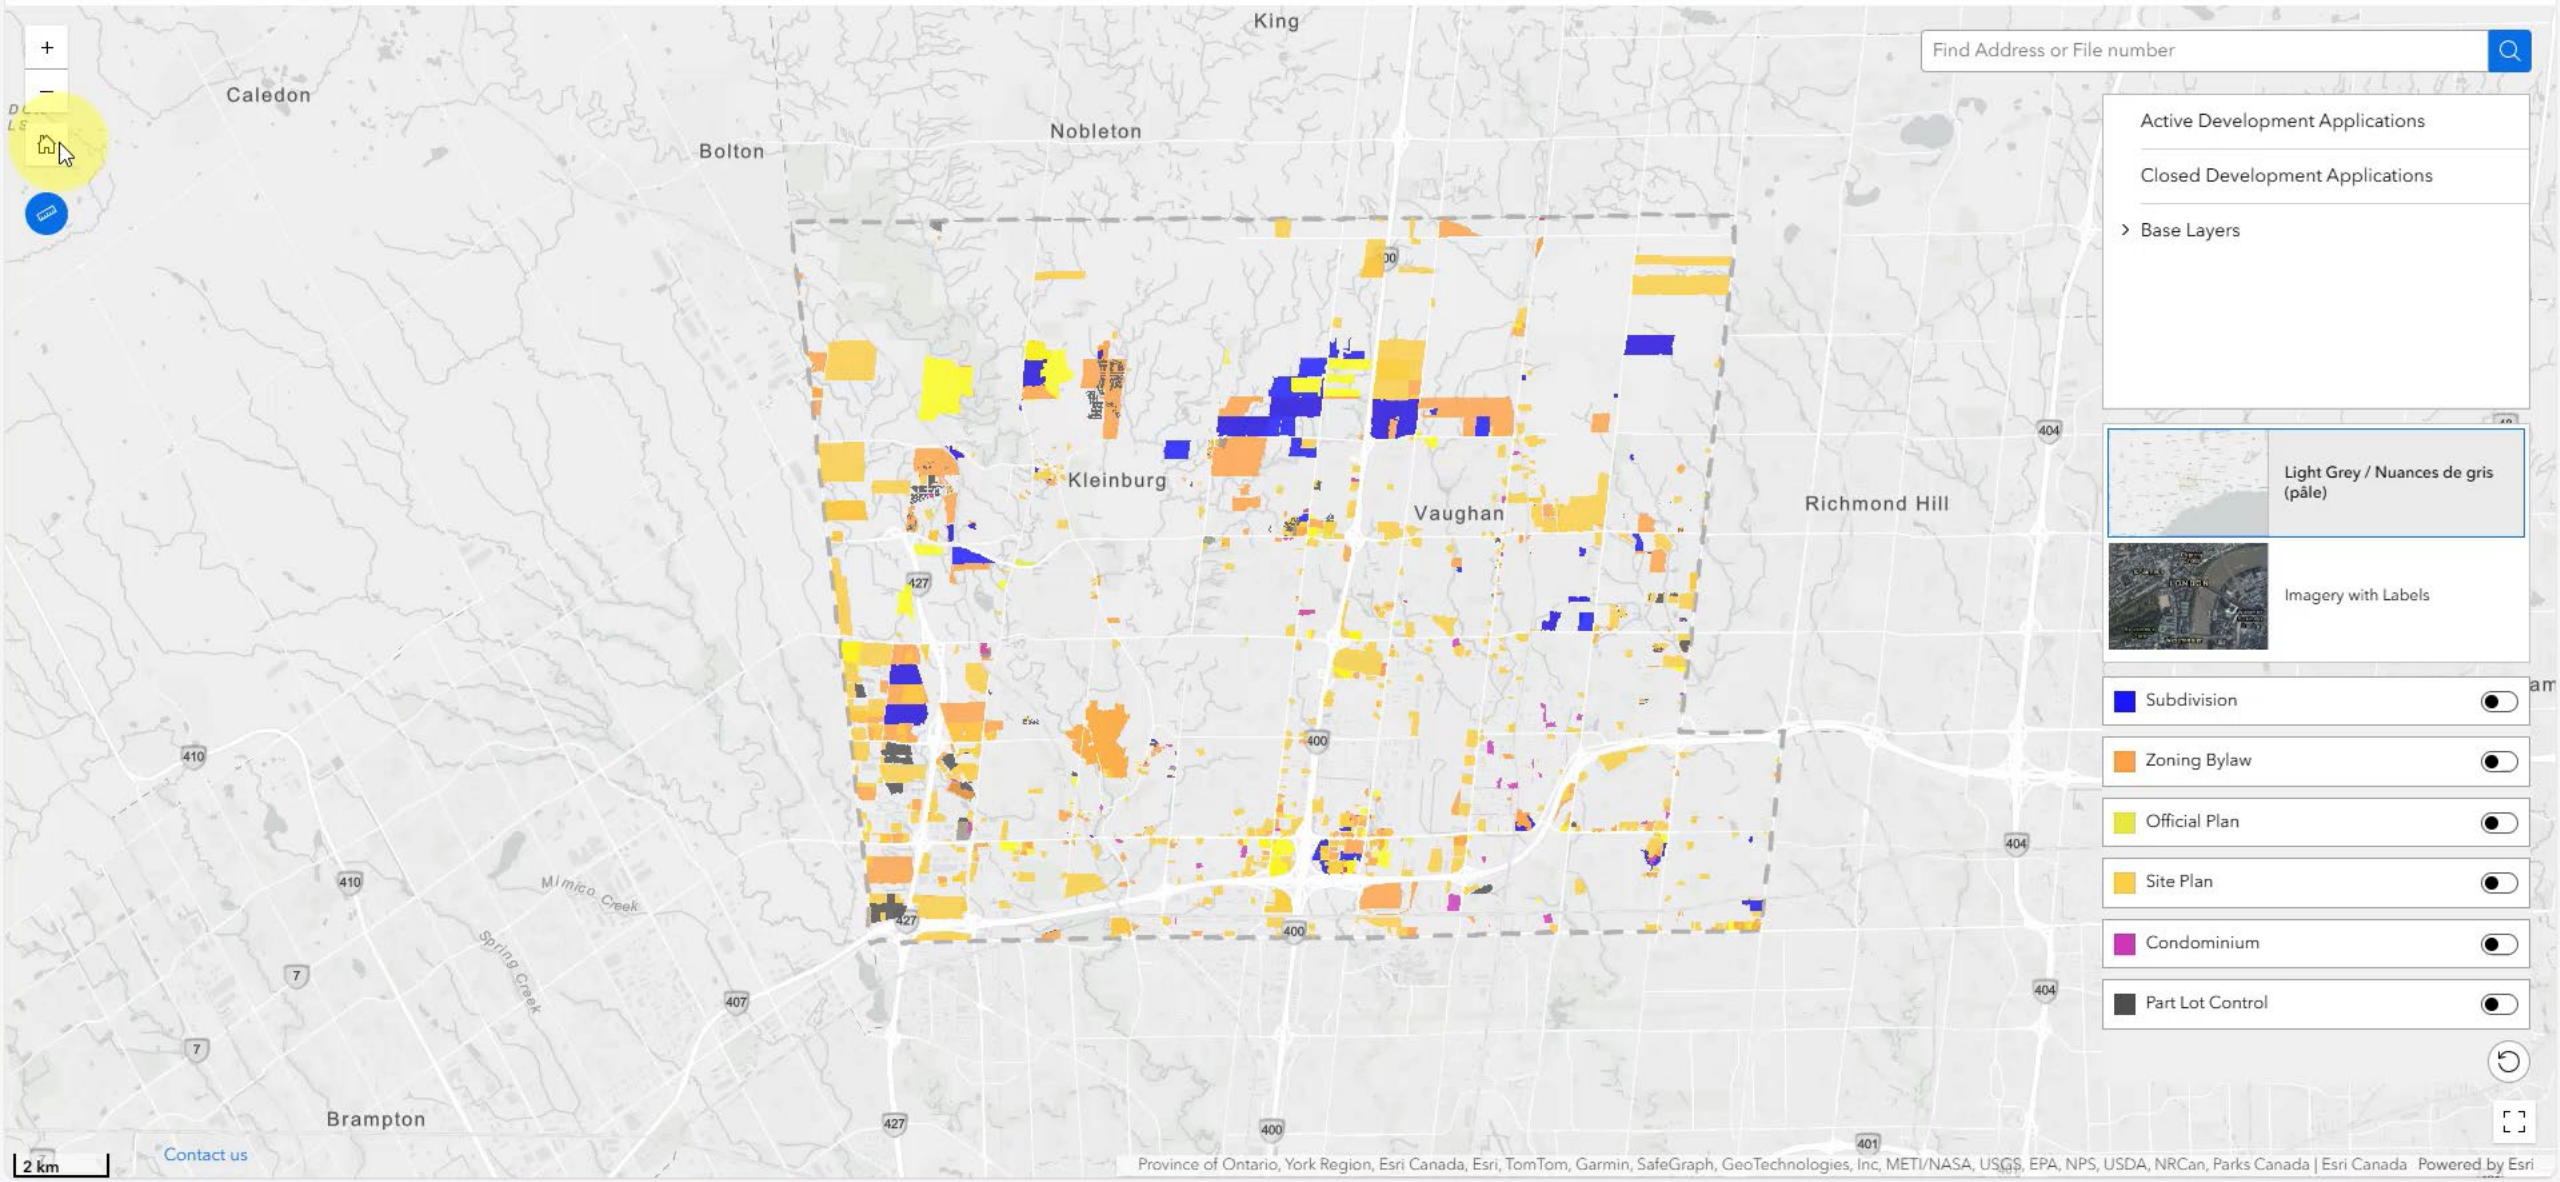 King
+
−
Find Address or File number
Caledon
Active Development Applications
Nobleton
Bolton
Closed Development Applications
Base Layers
404
Light Grey / Nuances de gris
(pâle)
Kleinburg
Vaughan
Richmond Hill
427
Imagery with Labels
Subdivision
400
410
Zoning Bylaw
Official Plan
404
410
Mimico Creek
Site Plan
427
400
Spring Creek
Condominium
7
407
404
Part Lot Control
7
Brampton
427
400
401
Contact us
2 km
Province of Ontario, York Region, Esri Canada, Esri, TomTom, Garmin, SafeGraph, GeoTechnologies, Inc, METI/NASA, USGS, EPA, NPS, USDA, NRCan, Parks Canada | Esri Canada Powered by Esri